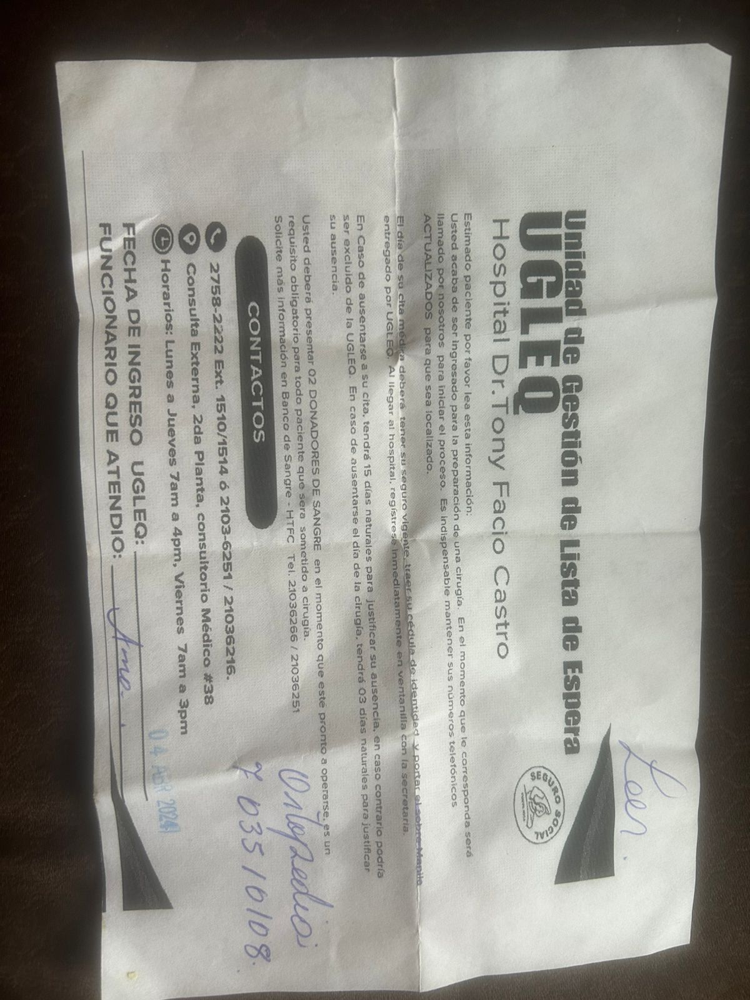 Leer.
Unidad de Gestión de Lista de Espera
UGLEQ
SEGURO SOCIAL
Hospital Dr. Tony Facio Castro
Estimado paciente por favor lea esta información:
Usted acaba de ser ingresado para la preparación de una cirugía. En el momento que le corresponda será
llamado por nosotros para iniciar el proceso. Es indispensable mantener sus números telefónicos
ACTUALIZADOS para que sea localizado.
El día de su cita médica deberá tener su seguro vigente, traer su cédula de identidad y portar el sobre Manila
entregado por UGLEQ. Al llegar al hospital, regístrese inmediatamente en ventanilla con la secretaria.
En Caso de ausentarse a su cita, tendrá 15 días naturales para justificar su ausencia, en caso contrario podría
ser excluido de la UGLEQ. En caso de ausentarse el día de la cirugía, tendrá 03 días naturales para justificar
su ausencia.
Usted deberá presentar 02 DONADORES DE SANGRE en el momento que esté pronto a operarse, es un
requisito obligatorio para todo paciente que sera sometido a cirugía.
Solicite más información en Banco de Sangre - HTFC Tel. 21036266 / 21036251
CONTACTOS
Ortopedia
2758-2222 Ext. 1510/1514 ó 2103-6251 / 21036216.
7 0351 0108.
Consulta Externa, 2da Planta, consultorio Médico #38
Horarios: Lunes a Jueves 7am a 4pm, Viernes 7am a 3pm
FECHA DE INGRESO UGLEQ: 04 ABR 2024
FUNCIONARIO QUE ATENDIO: